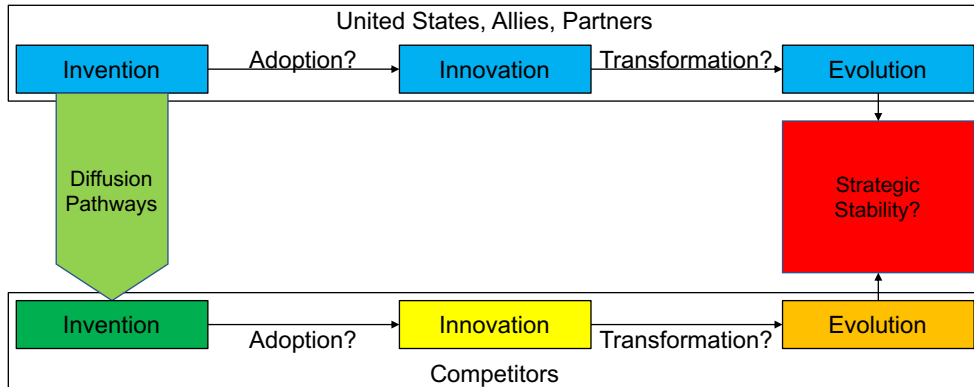 United States, Allies, Partners
Invention
Adoption?
Innovation
Transformation?
Evolution
Diffusion
Pathways
Strategic
Stability?
Invention
Adoption?
Innovation
Transformation?
Evolution
Competitors